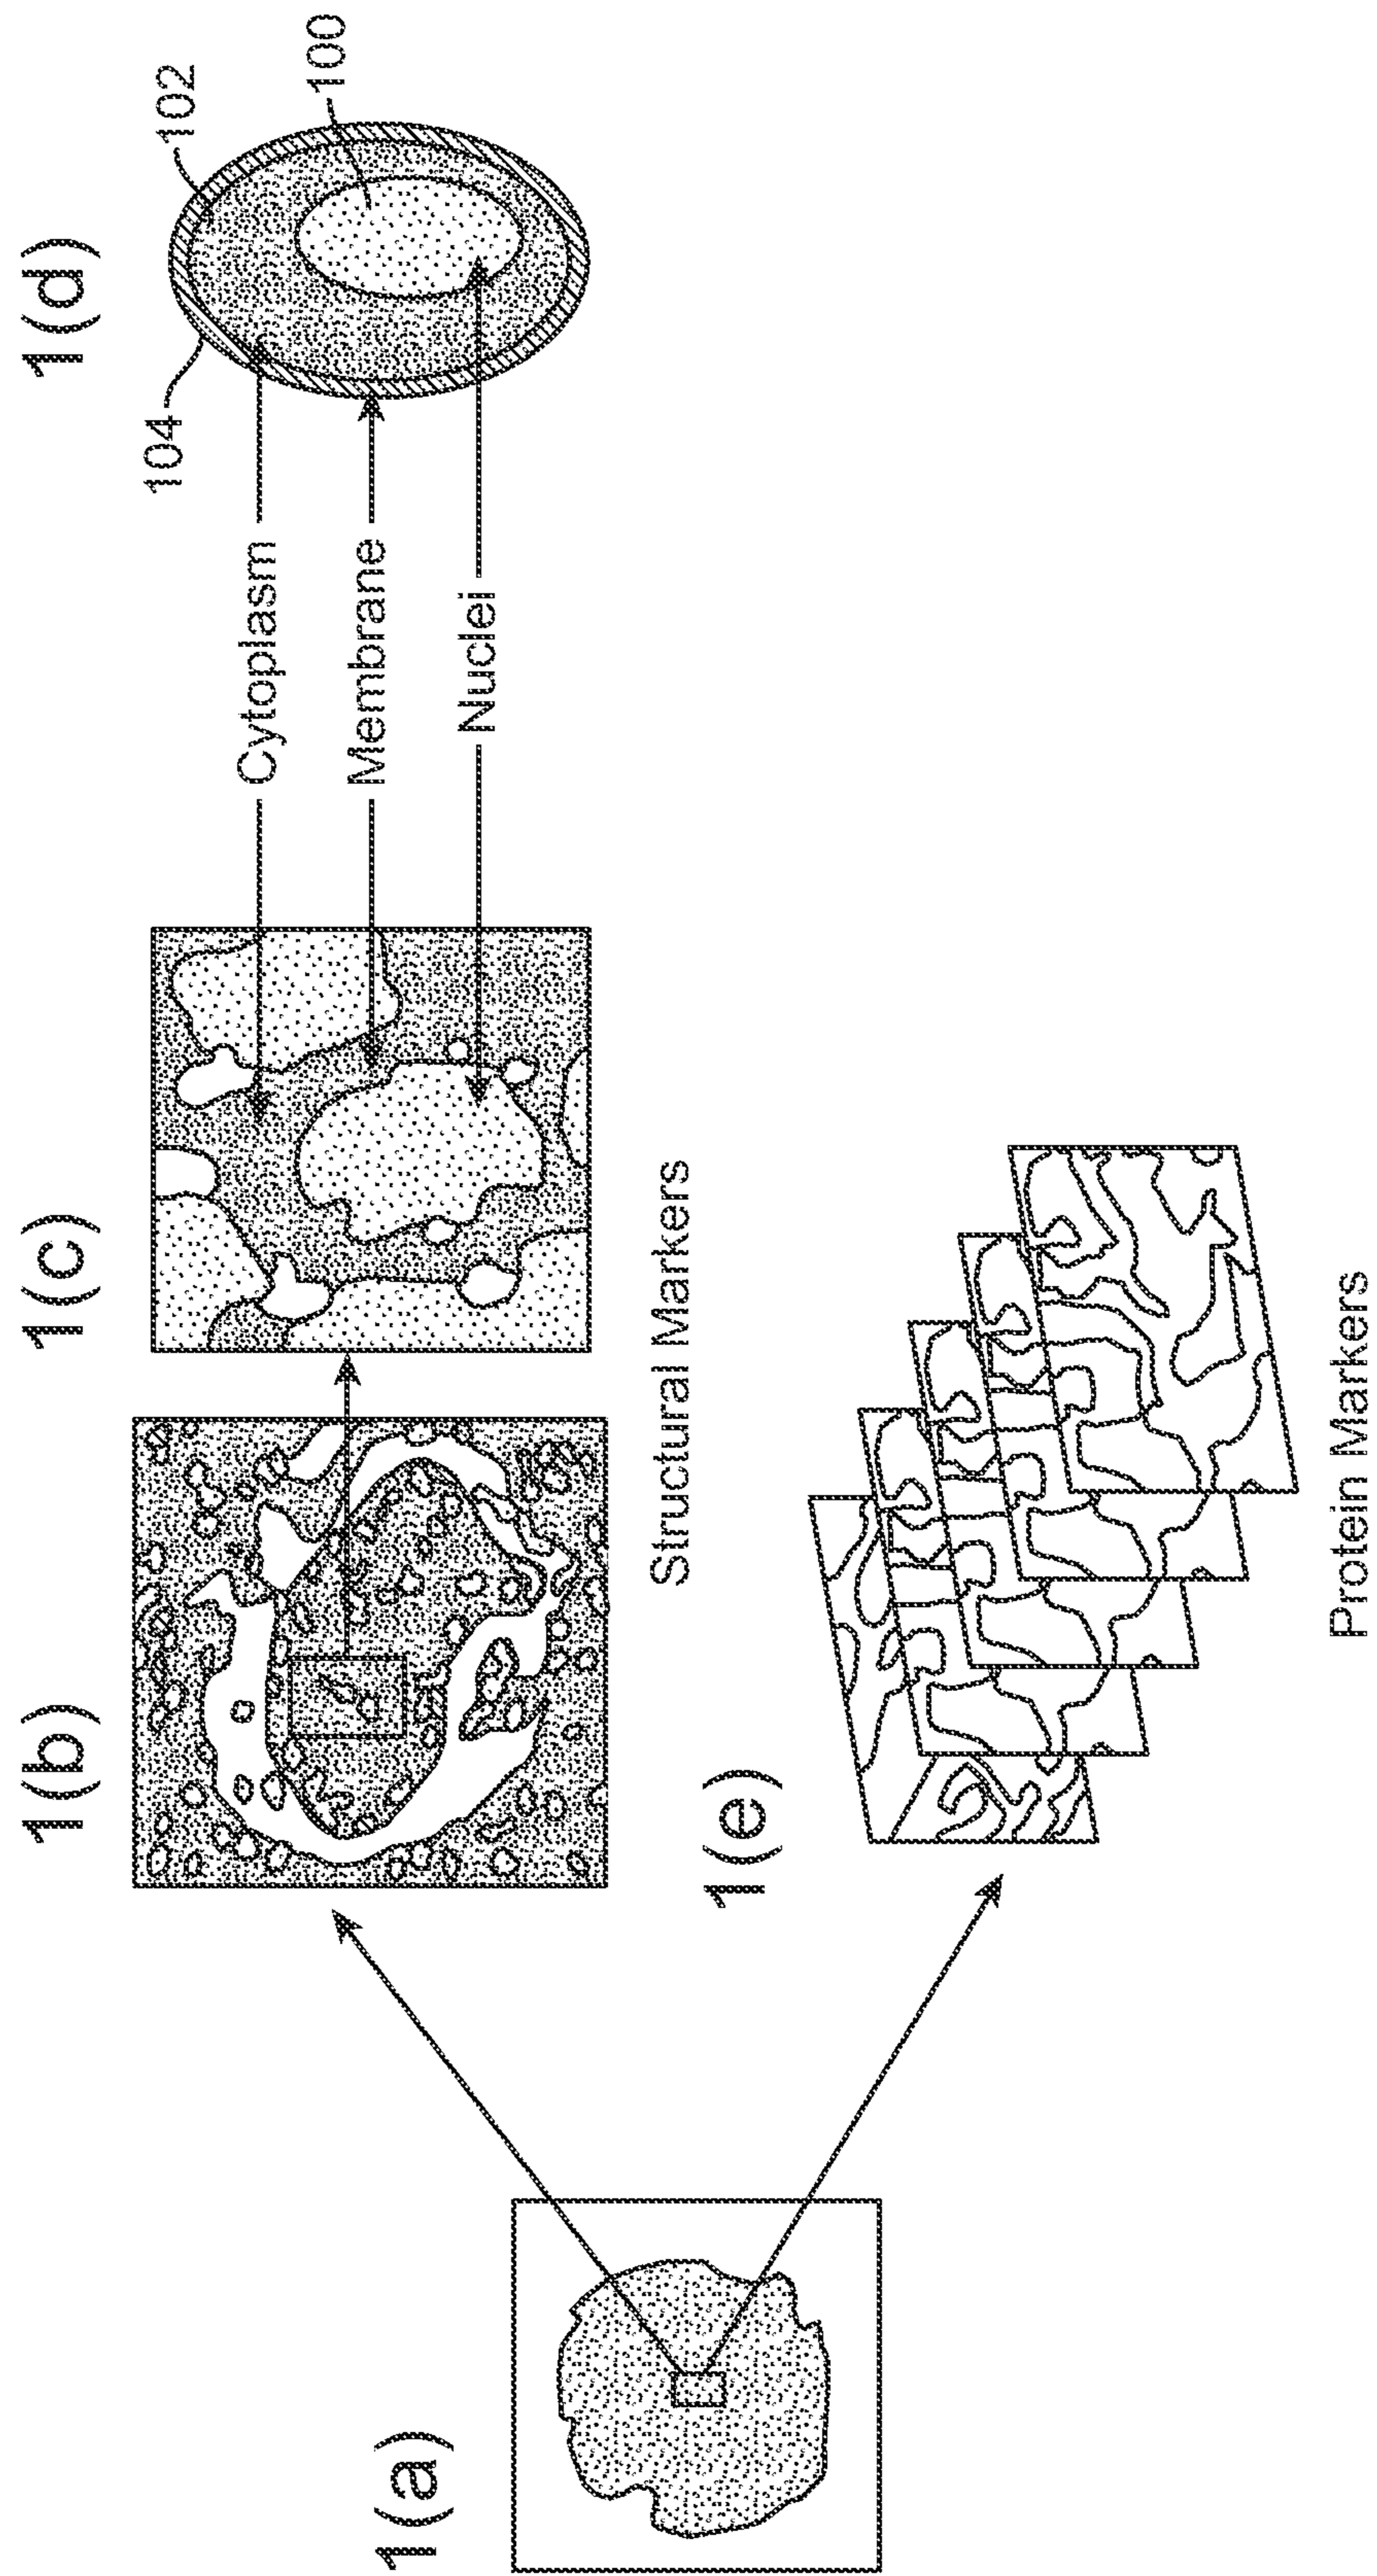 1(a)
1(b)
1(c)
1(d)
104
102
100
Cytoplasm
Membrane
Nuclei
Structural Markers
1(e)
Protein Markers